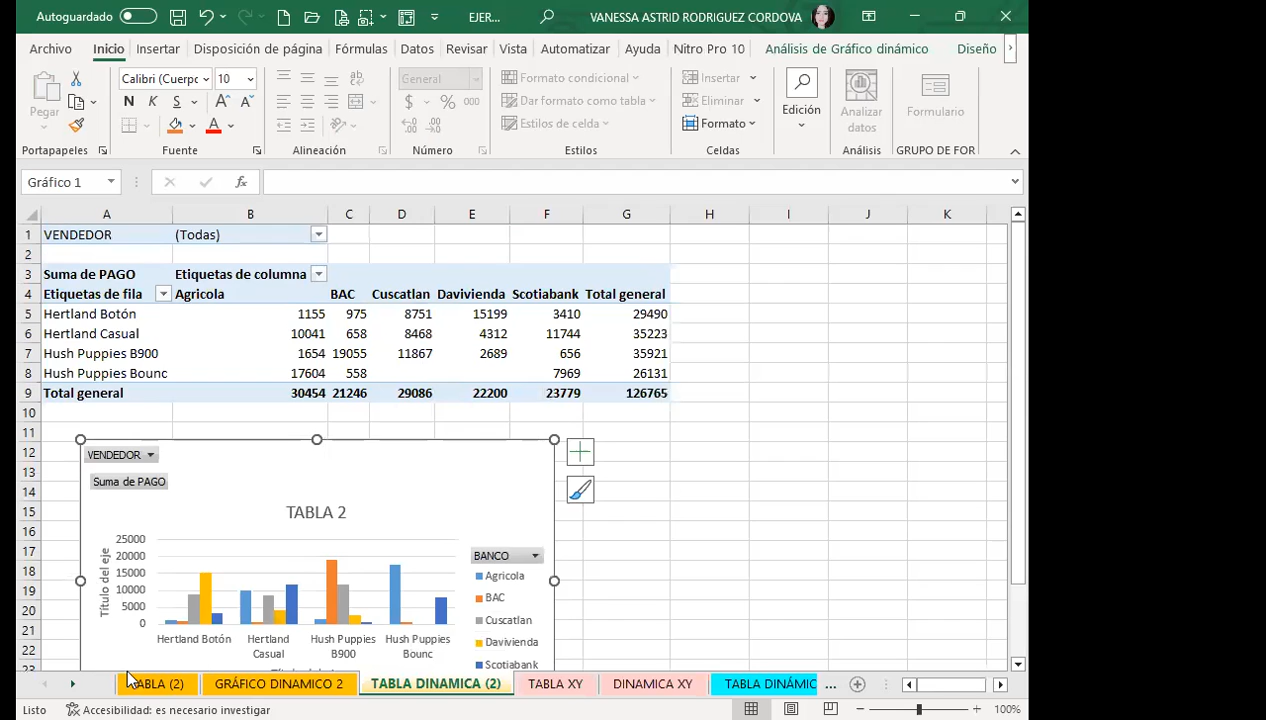 Autoguardado EJER... VANESSA ASTRID RODRIGUEZ CORDOVA
Archivo Inicio Insertar Disposición de página Fórmulas Datos Revisar Vista Automatizar Ayuda Nitro Pro 10 Análisis de Gráfico dinámico Diseño
Calibri (Cuerpo 10 General Formato condicional Insertar
Pegar N K S A A $ % 000 Dar formato como tabla Eliminar Edición Analizar datos Formulario
A Estilos de celda Formato
Portapapeles Fuente Alineación Número Estilos Celdas Análisis GRUPO DE FOR
Gráfico 1 fx
A B C D E F G H I J K
1 VENDEDOR (Todas)
2
3 Suma de PAGO Etiquetas de columna
4 Etiquetas de fila Agricola BAC Cuscatlan Davivienda Scotiabank Total general
5 Hertland Botón 1155 975 8751 15199 3410 29490
6 Hertland Casual 10041 658 8468 4312 11744 35223
7 Hush Puppies B900 1654 19055 11867 2689 656 35921
8 Hush Puppies Bounc 17604 558 7969 26131
9 Total general 30454 21246 29086 22200 23779 126765
10
11
12 VENDEDOR
13 Suma de PAGO
14
15 TABLA 2
16
17
18
19
20
21
22
23
25000
20000
15000
10000
5000
0
Título del eje
Hertland Botón
Hertland Casual
Hush Puppies B900
Hush Puppies Bounc
BANCO
Agricola
BAC
Cuscatlan
Davivienda
Scotiabank
TABLA (2) GRÁFICO DINAMICO 2 TABLA DINAMICA (2) TABLA XY DINAMICA XY TABLA DINÁMIC ...
Listo Accesibilidad: es necesario investigar 100%